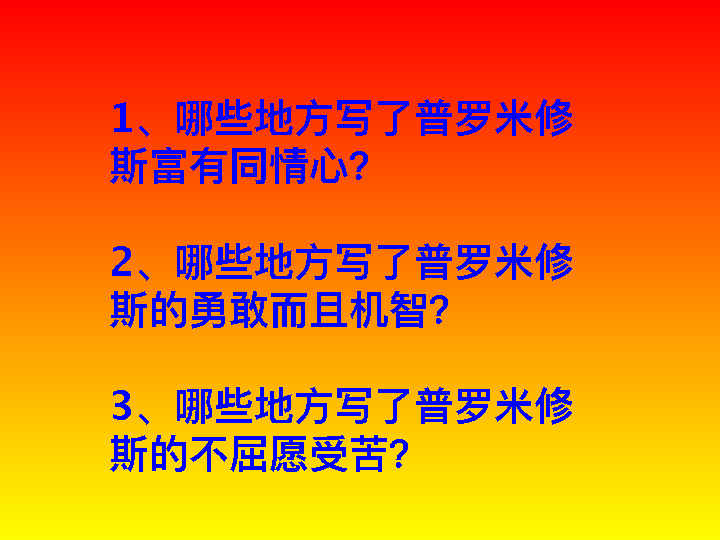 1、哪些地方写了普罗米修
斯富有同情心?
2、哪些地方写了普罗米修
斯的勇敢而且机智?
3、哪些地方写了普罗米修
斯的不屈愿受苦?